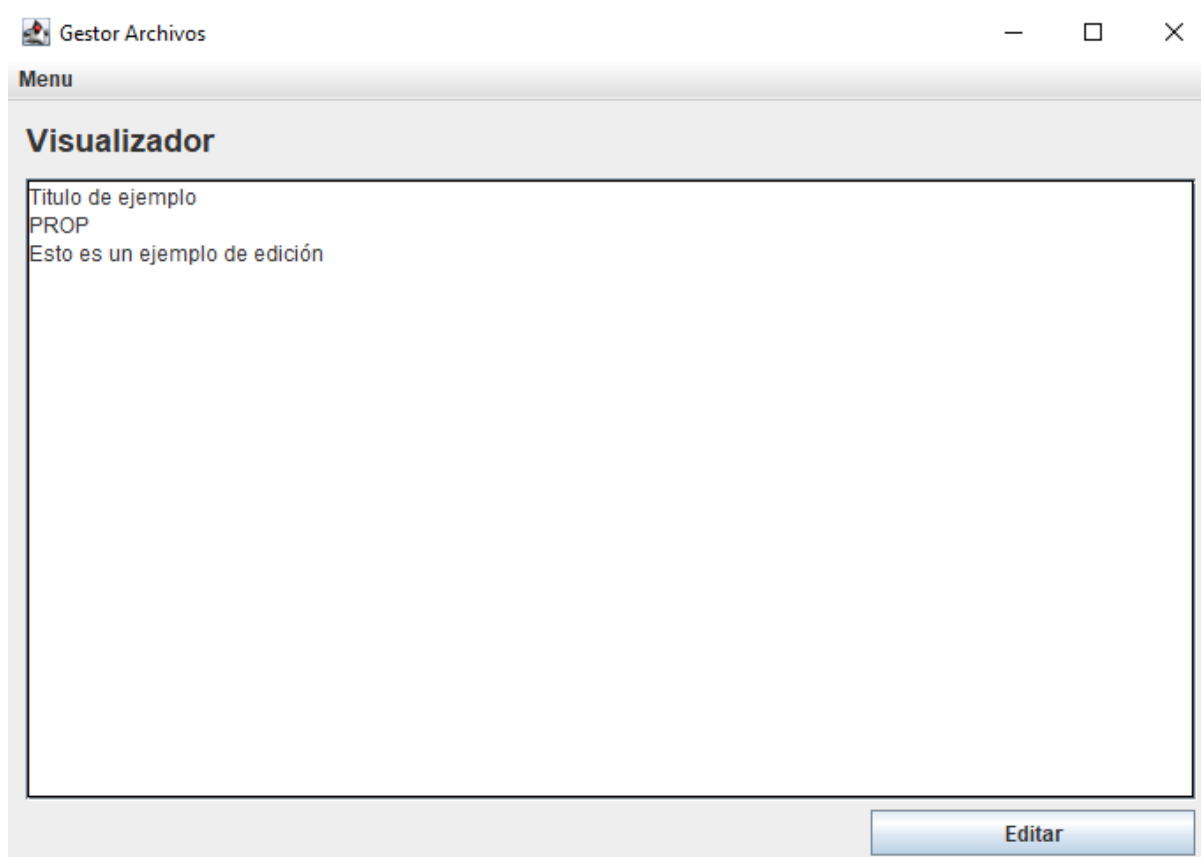 Gestor Archivos
Menu
Visualizador
Titulo de ejemplo
PROP
Esto es un ejemplo de edición
Editar